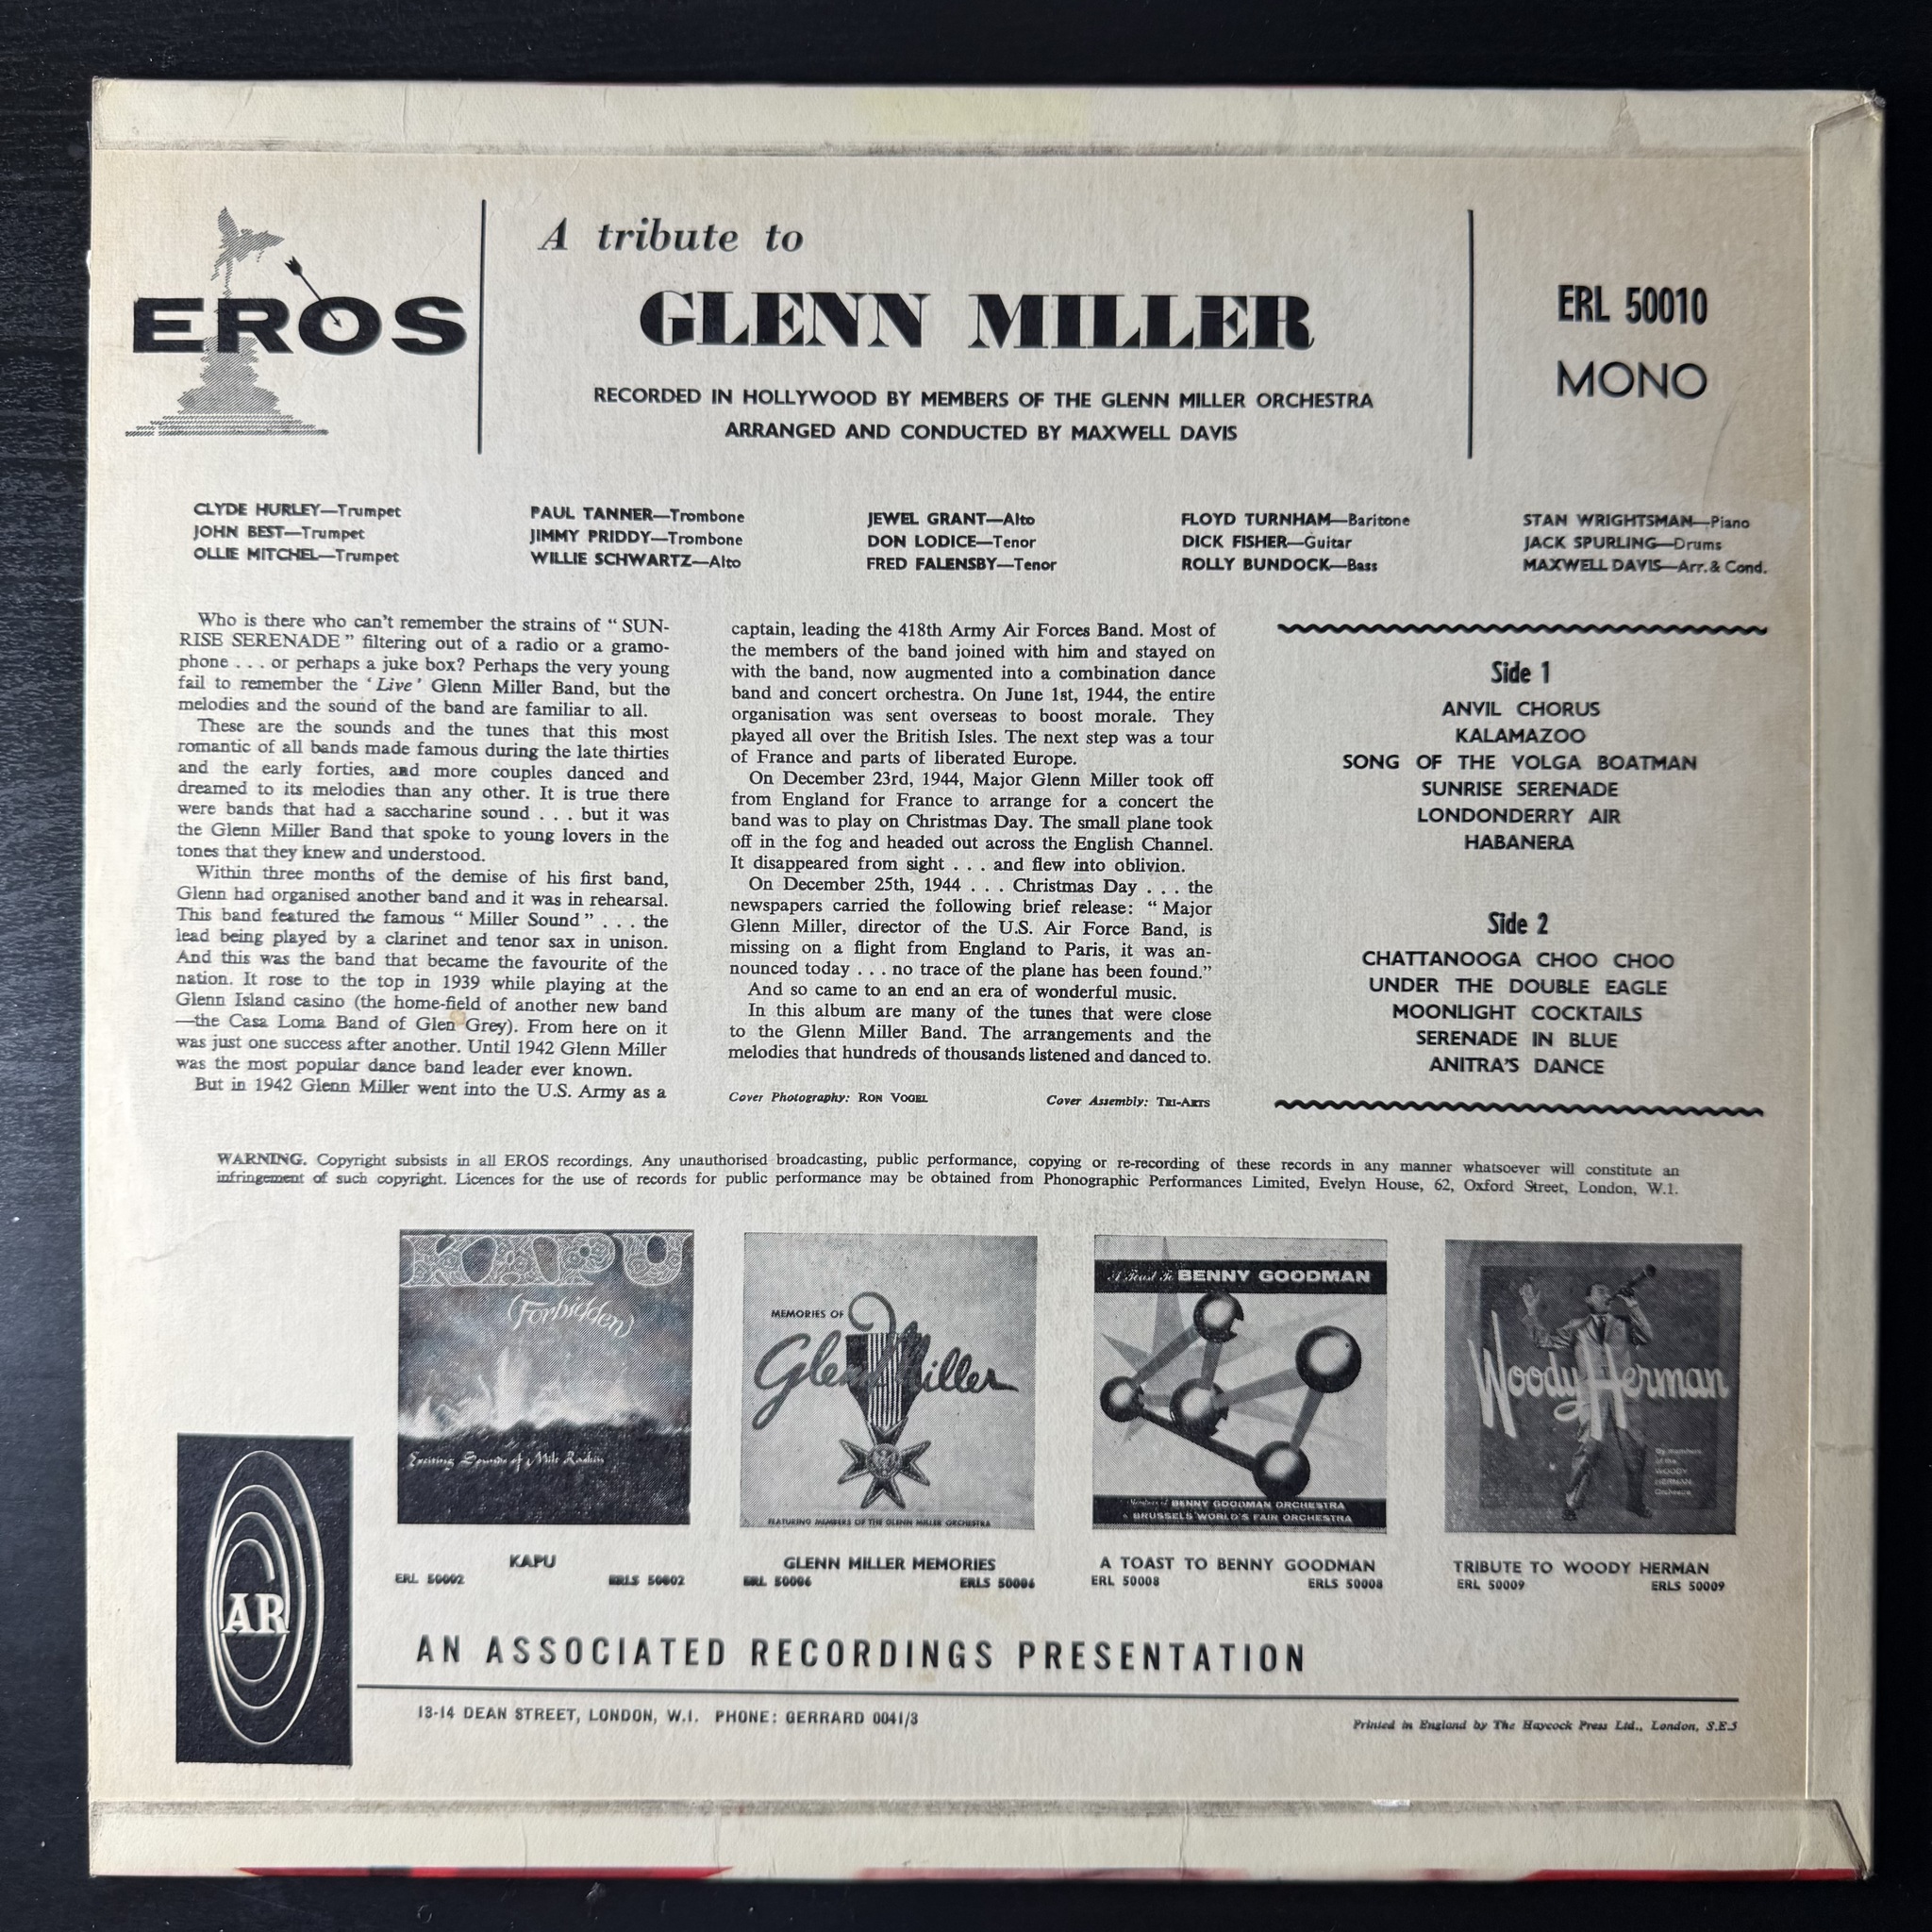 EROS
A tribute to
GLENN MILLER
RECORDED IN HOLLYWOOD BY MEMBERS OF THE GLENN MILLER ORCHESTRA
ARRANGED AND CONDUCTED BY MAXWELL DAVIS
ERL 50010
MONO
CLYDE HURLEY—Trumpet
JOHN BEST—Trumpet
OLLIE MITCHEL—Trumpet
PAUL TANNER—Trombone
JIMMY PRIDDY—Trombone
WILLIE SCHWARTZ—Alto
JEWEL GRANT—Alto
DON LODICE—Tenor
FRED FALENSBY—Tenor
FLOYD TURNHAM—Baritone
DICK FISHER—Guitar
ROLLY BUNDOCK—Bass
STAN WRIGHTSMAN—Piano
JACK SPURLING—Drums
MAXWELL DAVIS—Arr. & Cond.
Who is there who can't remember the strains of “ SUN-
RISE SERENADE ” filtering out of a radio or a gramo-
phone . . . or perhaps a juke box? Perhaps the very young
fail to remember the ‘ Live ’ Glenn Miller Band, but the
melodies and the sound of the band are familiar to all.
These are the sounds and the tunes that this most
romantic of all bands made famous during the late thirties
and the early forties, and more couples danced and
dreamed to its melodies than any other. It is true there
were bands that had a saccharine sound . . . but it was
the Glenn Miller Band that spoke to young lovers in the
tones that they knew and understood.
Within three months of the demise of his first band,
Glenn had organised another band and it was in rehearsal.
This band featured the famous “ Miller Sound ” . . . the
lead being played by a clarinet and tenor sax in unison.
And this was the band that became the favourite of the
nation. It rose to the top in 1939 while playing at the
Glenn Island casino (the home-field of another new band
—the Casa Loma Band of Glen Grey). From here on it
was just one success after another. Until 1942 Glenn Miller
was the most popular dance band leader ever known.
But in 1942 Glenn Miller went into the U.S. Army as a
captain, leading the 418th Army Air Forces Band. Most of
the members of the band joined with him and stayed on
with the band, now augmented into a combination dance
band and concert orchestra. On June 1st, 1944, the entire
organisation was sent overseas to boost morale. They
played all over the British Isles. The next step was a tour
of France and parts of liberated Europe.
On December 23rd, 1944, Major Glenn Miller took off
from England for France to arrange for a concert the
band was to play on Christmas Day. The small plane took
off in the fog and headed out across the English Channel.
It disappeared from sight . . . and flew into oblivion.
On December 25th, 1944 . . . Christmas Day . . . the
newspapers carried the following brief release: “ Major
Glenn Miller, director of the U.S. Air Force Band, is
missing on a flight from England to Paris, it was an-
nounced today . . . no trace of the plane has been found.”
And so came to an end an era of wonderful music.
In this album are many of the tunes that were close
to the Glenn Miller Band. The arrangements and the
melodies that hundreds of thousands listened and danced to.
Cover Photography: RON VOGEL
Cover Assembly: TRI-ARTS
Side 1
ANVIL CHORUS
KALAMAZOO
SONG OF THE VOLGA BOATMAN
SUNRISE SERENADE
LONDONDERRY AIR
HABANERA
Side 2
CHATTANOOGA CHOO CHOO
UNDER THE DOUBLE EAGLE
MOONLIGHT COCKTAILS
SERENADE IN BLUE
ANITRA'S DANCE
WARNING. Copyright subsists in all EROS recordings. Any unauthorised broadcasting, public performance, copying or re-recording of these records in any manner whatsoever will constitute an
infringement of such copyright. Licences for the use of records for public performance may be obtained from Phonographic Performances Limited, Evelyn House, 62, Oxford Street, London, W.1.
KAPU
(Forbidden)
Exciting Sounds of Milt Raskin
MEMORIES OF
Glenn Miller
FEATURING MEMBERS OF THE GLENN MILLER ORCHESTRA
A Toast To BENNY GOODMAN
Members of BENNY GOODMAN ORCHESTRA
& BRUSSELS WORLD'S FAIR ORCHESTRA
Woody Herman
By members
of the
WOODY
HERMAN
Orchestra
KAPU
ERL 50002 ERLS 50002
GLENN MILLER MEMORIES
ERL 50006 ERLS 50006
A TOAST TO BENNY GOODMAN
ERL 50008 ERLS 50008
TRIBUTE TO WOODY HERMAN
ERL 50009 ERLS 50009
AR
AN ASSOCIATED RECORDINGS PRESENTATION
13-14 DEAN STREET, LONDON, W.1. PHONE: GERRARD 0041/3
Printed in England by The Haycock Press Ltd., London, S.E.5